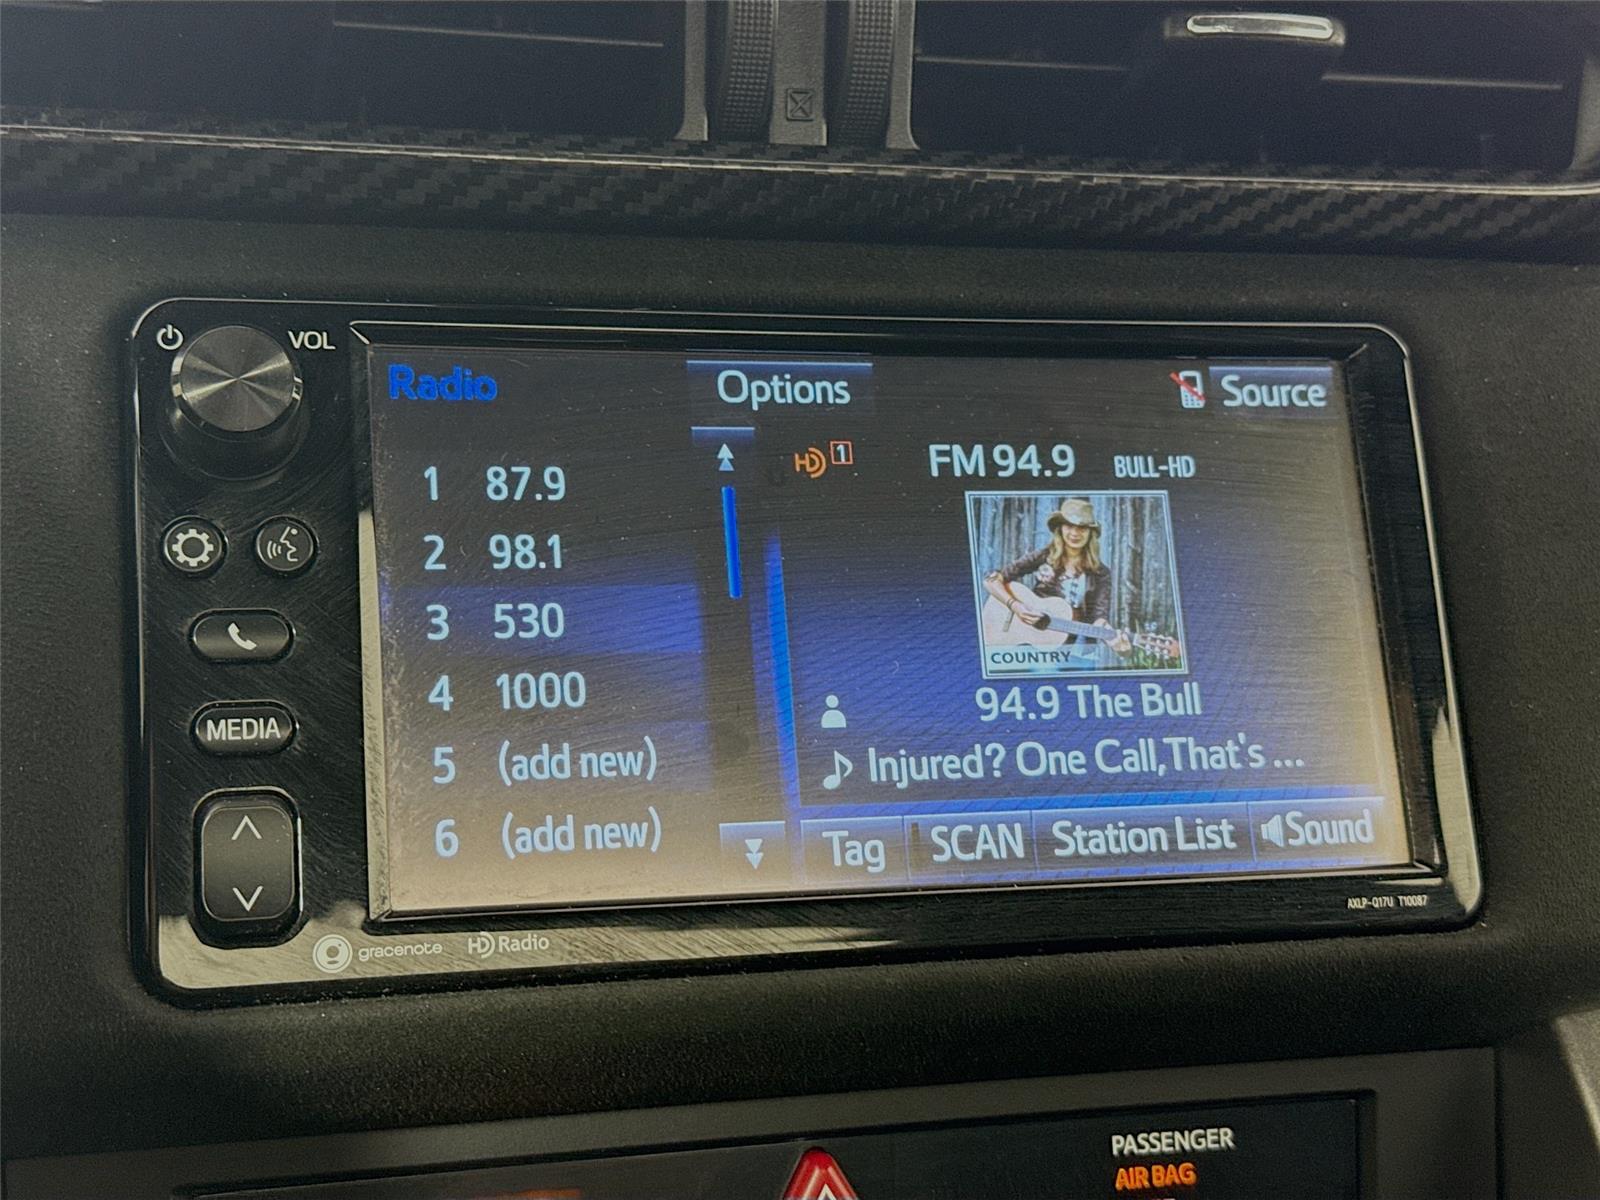 VOL
Radio
Options
Source
1 87.9
2 98.1
3 530
4 1000
5 (add new)
6 (add new)
HD 1
FM 94.9 BULL-HD
COUNTRY
94.9 The Bull
Injured? One Call,That's ...
Tag
SCAN
Station List
Sound
MEDIA
gracenote
HD Radio
AXLP-Q17U T10087
PASSENGER
AIR BAG